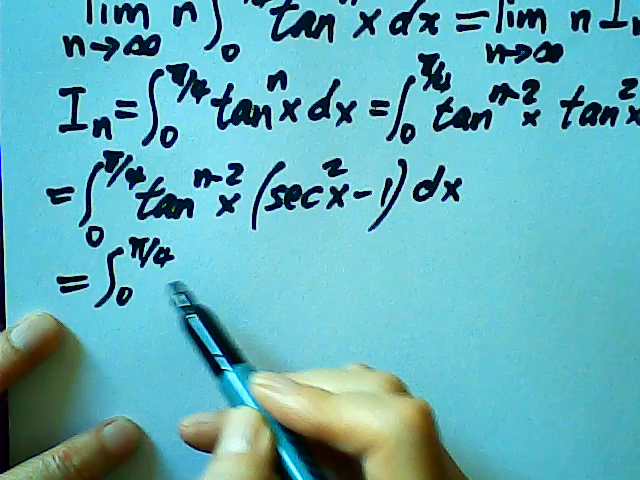 lim n→∞ n ∫₀^π/4 tanⁿx dx = lim n→∞ n Iₙ
Iₙ = ∫₀^π/4 tanⁿx dx = ∫₀^π/4 tanⁿ⁻²x tan²x
= ∫₀^π/4 tanⁿ⁻²x (sec²x - 1) dx
= ∫₀^π/4